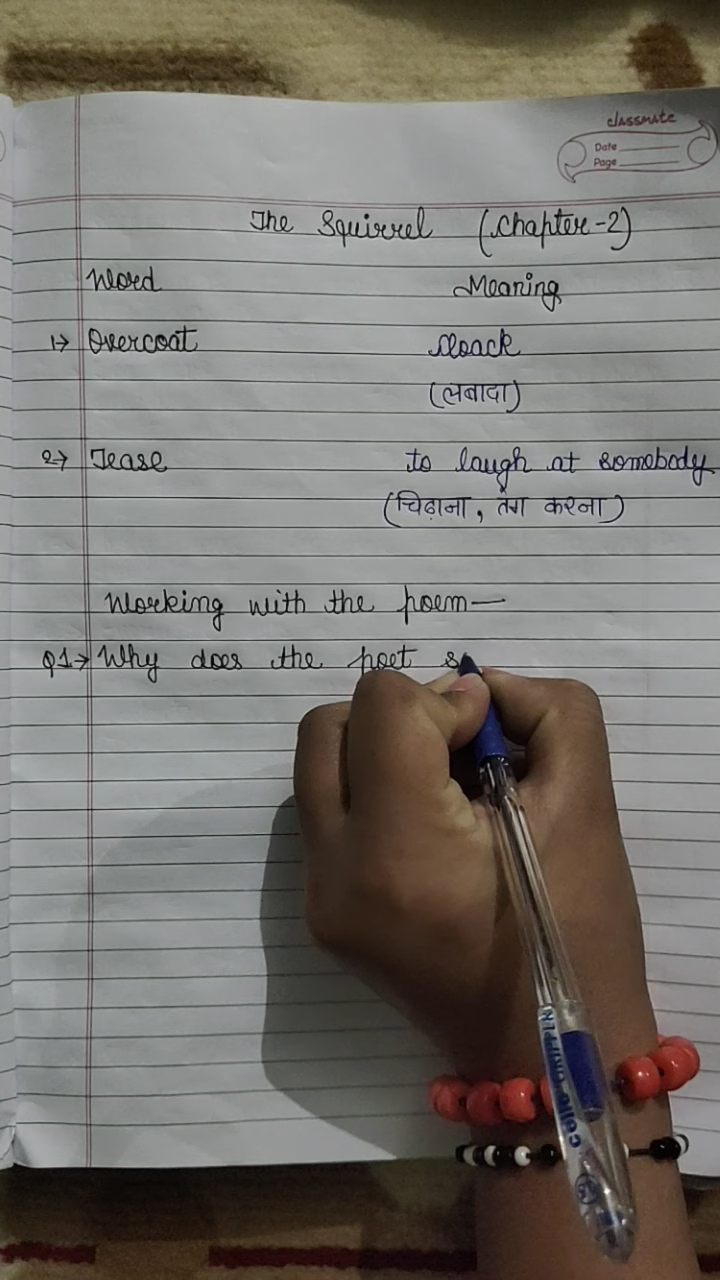 classmate
Date
Page
The Squirrel (Chapter-2)
Word Meaning
1→ Overcoat cloack
(लबादा)
2→ Tease to laugh at somebody
(चिढ़ाना, तंग करना)
Working with the poem—
Q1→ Why does the poet s
cello GRIPPER